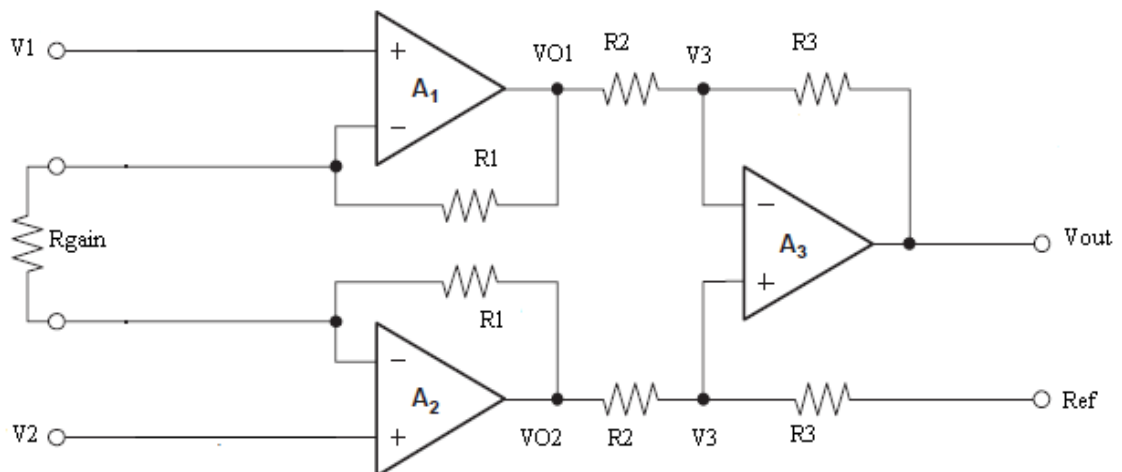 V1
+
A1
−
VO1
R2
V3
R3
R1
Rgain
−
A3
+
Vout
R1
−
A2
+
V2
VO2
R2
V3
R3
Ref